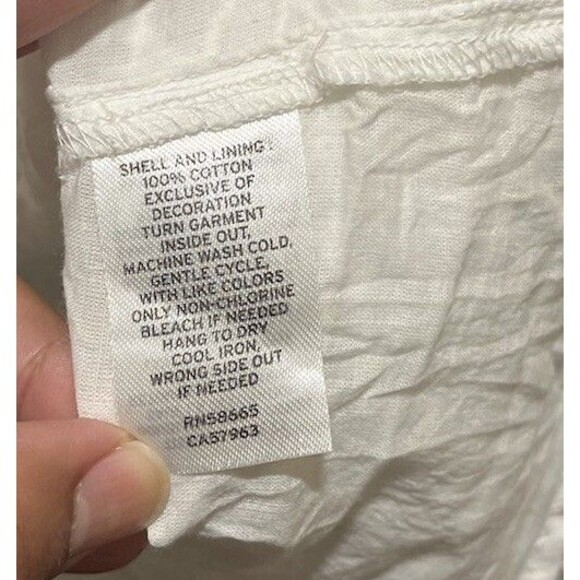 SHELL AND LINING:
100% COTTON
EXCLUSIVE OF
DECORATION
TURN GARMENT
INSIDE OUT,
MACHINE WASH COLD,
GENTLE CYCLE,
WITH LIKE COLORS
ONLY NON-CHLORINE
BLEACH IF NEEDED
HANG TO DRY
COOL IRON,
WRONG SIDE OUT
IF NEEDED
RN58665
CA57963